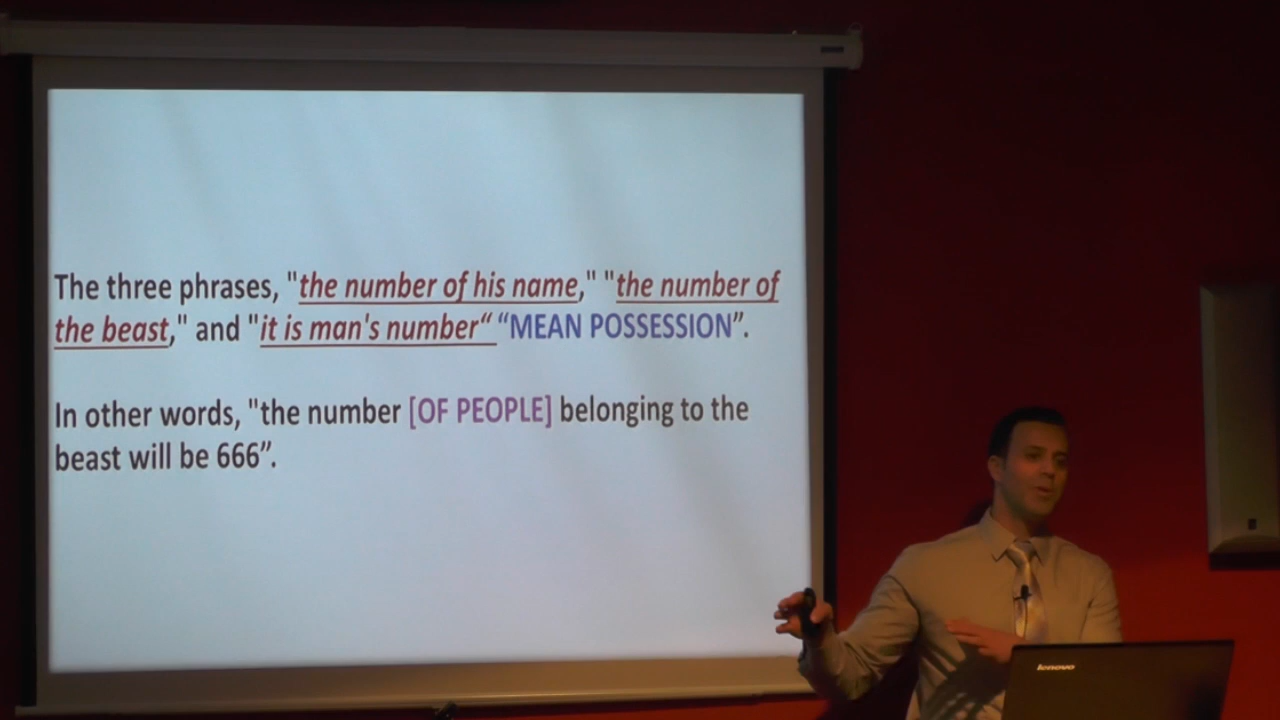 The three phrases, "the number of his name," "the number of
the beast," and "it is man's number“ “MEAN POSSESSION”.
In other words, "the number [OF PEOPLE] belonging to the
beast will be 666”.
lenovo